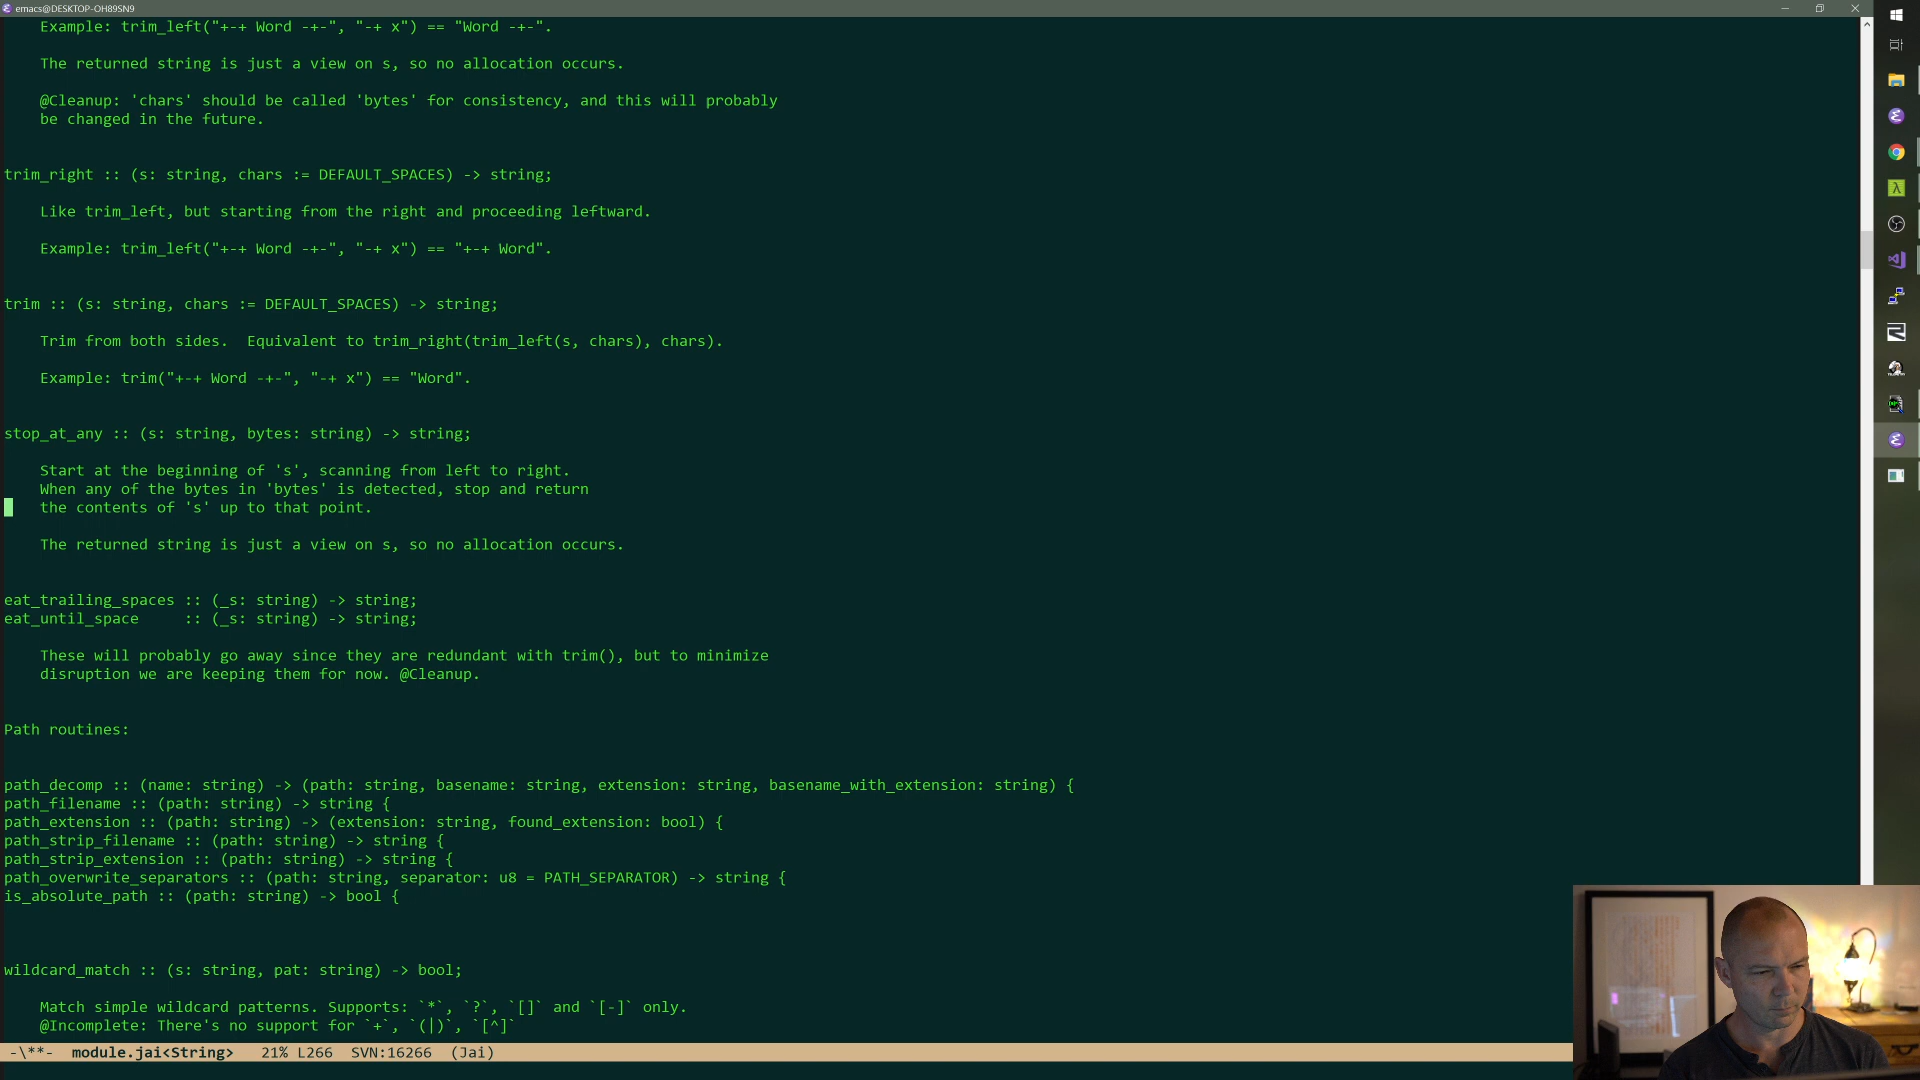 emacs@DESKTOP-OH89SN9
    Example: trim_left("+-+ Word -+-", "-+ x") == "Word -+-".
    The returned string is just a view on s, so no allocation occurs.
    @Cleanup: 'chars' should be called 'bytes' for consistency, and this will probably
    be changed in the future.
trim_right :: (s: string, chars := DEFAULT_SPACES) -> string;
    Like trim_left, but starting from the right and proceeding leftward.
    Example: trim_left("+-+ Word -+-", "-+ x") == "+-+ Word".
trim :: (s: string, chars := DEFAULT_SPACES) -> string;
    Trim from both sides.  Equivalent to trim_right(trim_left(s, chars), chars).
    Example: trim("+-+ Word -+-", "-+ x") == "Word".
stop_at_any :: (s: string, bytes: string) -> string;
    Start at the beginning of 's', scanning from left to right.
    When any of the bytes in 'bytes' is detected, stop and return
    the contents of 's' up to that point.
    The returned string is just a view on s, so no allocation occurs.
eat_trailing_spaces :: (_s: string) -> string;
eat_until_space     :: (_s: string) -> string;
    These will probably go away since they are redundant with trim(), but to minimize
    disruption we are keeping them for now. @Cleanup.
Path routines:
path_decomp :: (name: string) -> (path: string, basename: string, extension: string, basename_with_extension: string) {
path_filename :: (path: string) -> string {
path_extension :: (path: string) -> (extension: string, found_extension: bool) {
path_strip_filename :: (path: string) -> string {
path_strip_extension :: (path: string) -> string {
path_overwrite_separators :: (path: string, separator: u8 = PATH_SEPARATOR) -> string {
is_absolute_path :: (path: string) -> bool {
wildcard_match :: (s: string, pat: string) -> bool;
    Match simple wildcard patterns. Supports: `*`, `?`, `[]` and `[-]` only.
    @Incomplete: There's no support for `+`, `(|)`, `[^]`
-\**-  module.jai<String>   21% L266  SVN:16266  (Jai)